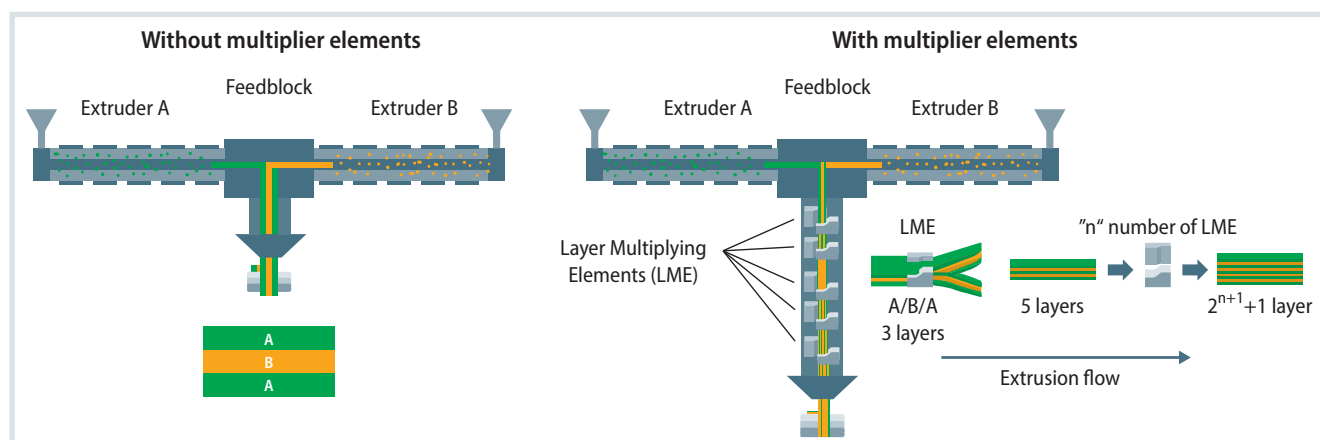 Without multiplier elements
Feedblock
Extruder A
Extruder B
A
B
A
With multiplier elements
Feedblock
Extruder A
Extruder B
Layer Multiplying
Elements (LME)
LME
A/B/A
3 layers
5 layers
”n“ number of LME
2^{n+1}+1 layer
Extrusion flow